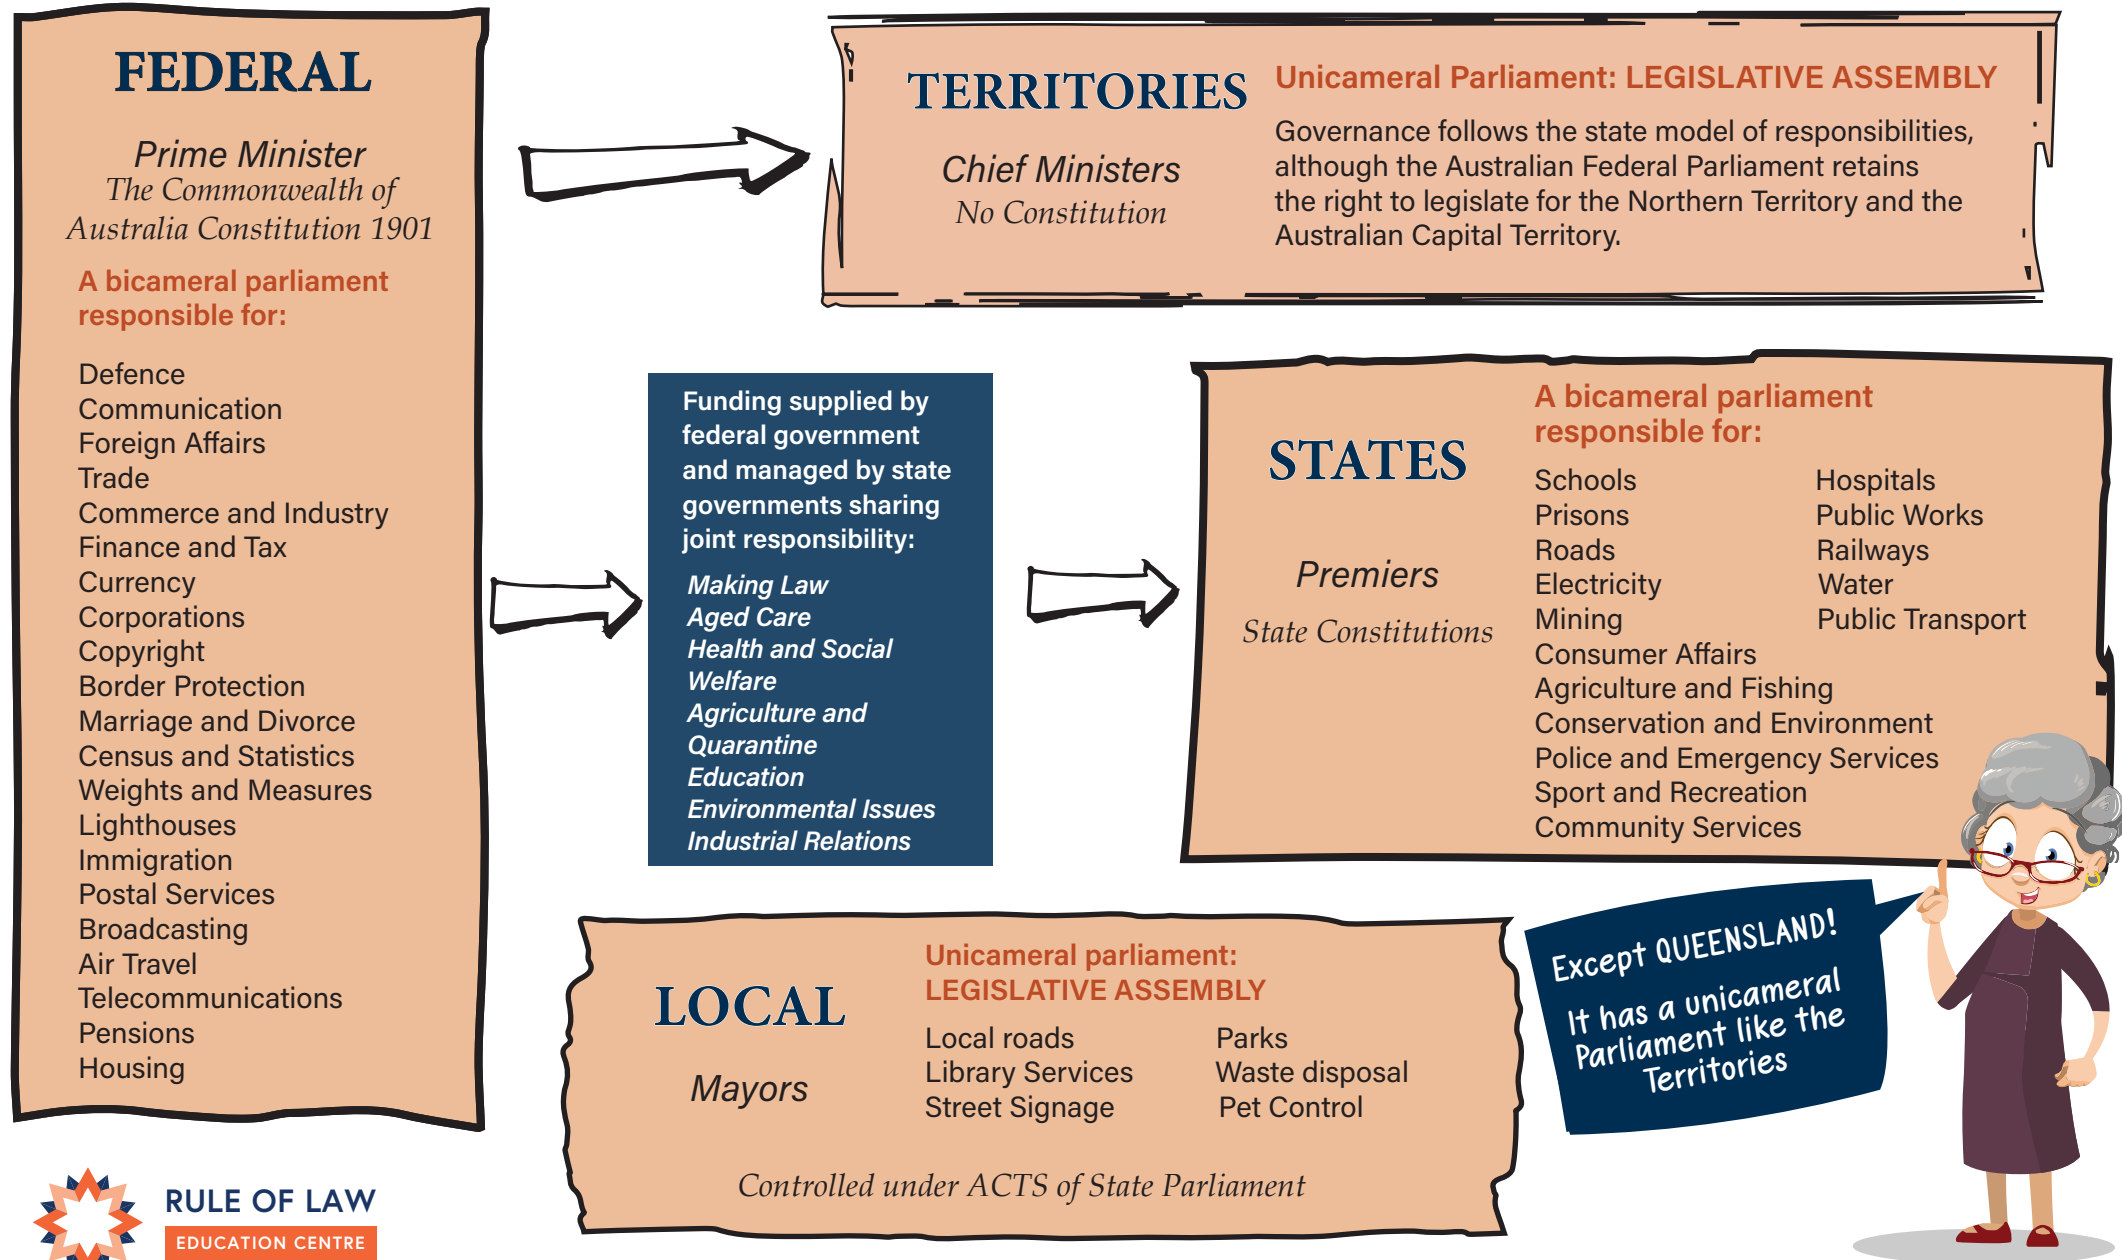 FEDERAL
Prime Minister
The Commonwealth of
Australia Constitution 1901
A bicameral parliament
responsible for:
Defence
Communication
Foreign Affairs
Trade
Commerce and Industry
Finance and Tax
Currency
Corporations
Copyright
Border Protection
Marriage and Divorce
Census and Statistics
Weights and Measures
Lighthouses
Immigration
Postal Services
Broadcasting
Air Travel
Telecommunications
Pensions
Housing
TERRITORIES
Chief Ministers
No Constitution
Unicameral Parliament: LEGISLATIVE ASSEMBLY
Governance follows the state model of responsibilities,
although the Australian Federal Parliament retains
the right to legislate for the Northern Territory and the
Australian Capital Territory.
Funding supplied by
federal government
and managed by state
governments sharing
joint responsibility:
Making Law
Aged Care
Health and Social
Welfare
Agriculture and
Quarantine
Education
Environmental Issues
Industrial Relations
STATES
Premiers
State Constitutions
A bicameral parliament
responsible for:
Schools
Prisons
Roads
Electricity
Mining
Consumer Affairs
Agriculture and Fishing
Conservation and Environment
Police and Emergency Services
Sport and Recreation
Community Services
Hospitals
Public Works
Railways
Water
Public Transport
LOCAL
Mayors
Unicameral parliament:
LEGISLATIVE ASSEMBLY
Local roads
Library Services
Street Signage
Parks
Waste disposal
Pet Control
Controlled under ACTS of State Parliament
Except QUEENSLAND!
It has a unicameral
Parliament like the
Territories
RULE OF LAW
EDUCATION CENTRE